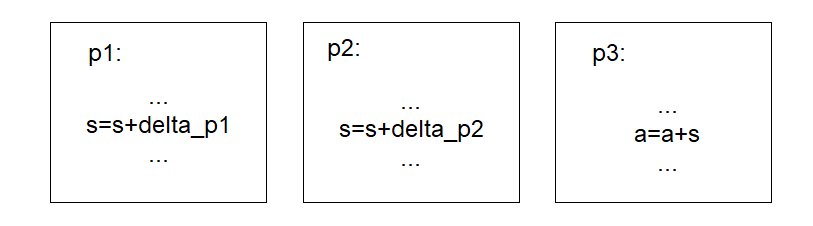 p1:
...
s=s+delta_p1
...
p2:
...
s=s+delta_p2
...
p3:
...
a=a+s
...